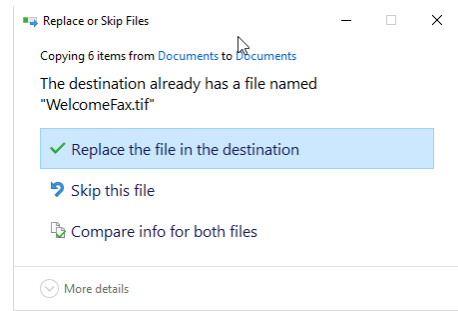 Replace or Skip Files
Copying 6 items from Documents to Documents
The destination already has a file named
"WelcomeFax.tif"
Replace the file in the destination
Skip this file
Compare info for both files
More details